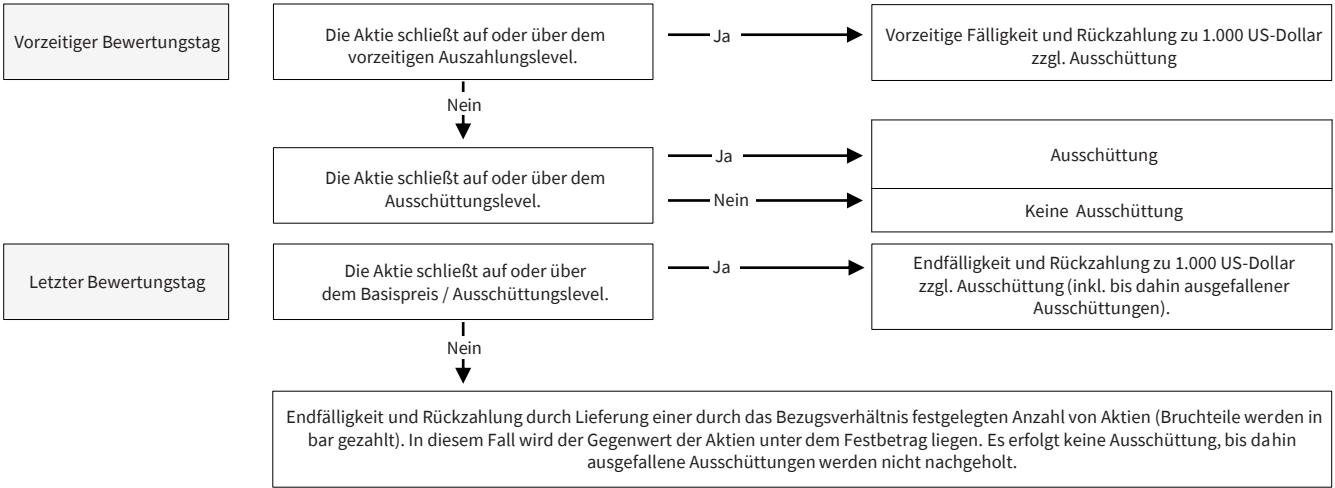 Vorzeitiger Bewertungstag
Die Aktie schließt auf oder über dem
vorzeitigen Auszahlungslevel.
Ja
Vorzeitige Fälligkeit und Rückzahlung zu 1.000 US-Dollar
zzgl. Ausschüttung
Nein
Die Aktie schließt auf oder über dem
Ausschüttungslevel.
Ja
Ausschüttung
Nein
Keine Ausschüttung
Letzter Bewertungstag
Die Aktie schließt auf oder über
dem Basispreis / Ausschüttungslevel.
Ja
Endfälligkeit und Rückzahlung zu 1.000 US-Dollar
zzgl. Ausschüttung (inkl. bis dahin ausgefallener
Ausschüttungen).
Nein
Endfälligkeit und Rückzahlung durch Lieferung einer durch das Bezugsverhältnis festgelegten Anzahl von Aktien (Bruchteile werden in
bar gezahlt). In diesem Fall wird der Gegenwert der Aktien unter dem Festbetrag liegen. Es erfolgt keine Ausschüttung, bis dahin
ausgefallene Ausschüttungen werden nicht nachgeholt.